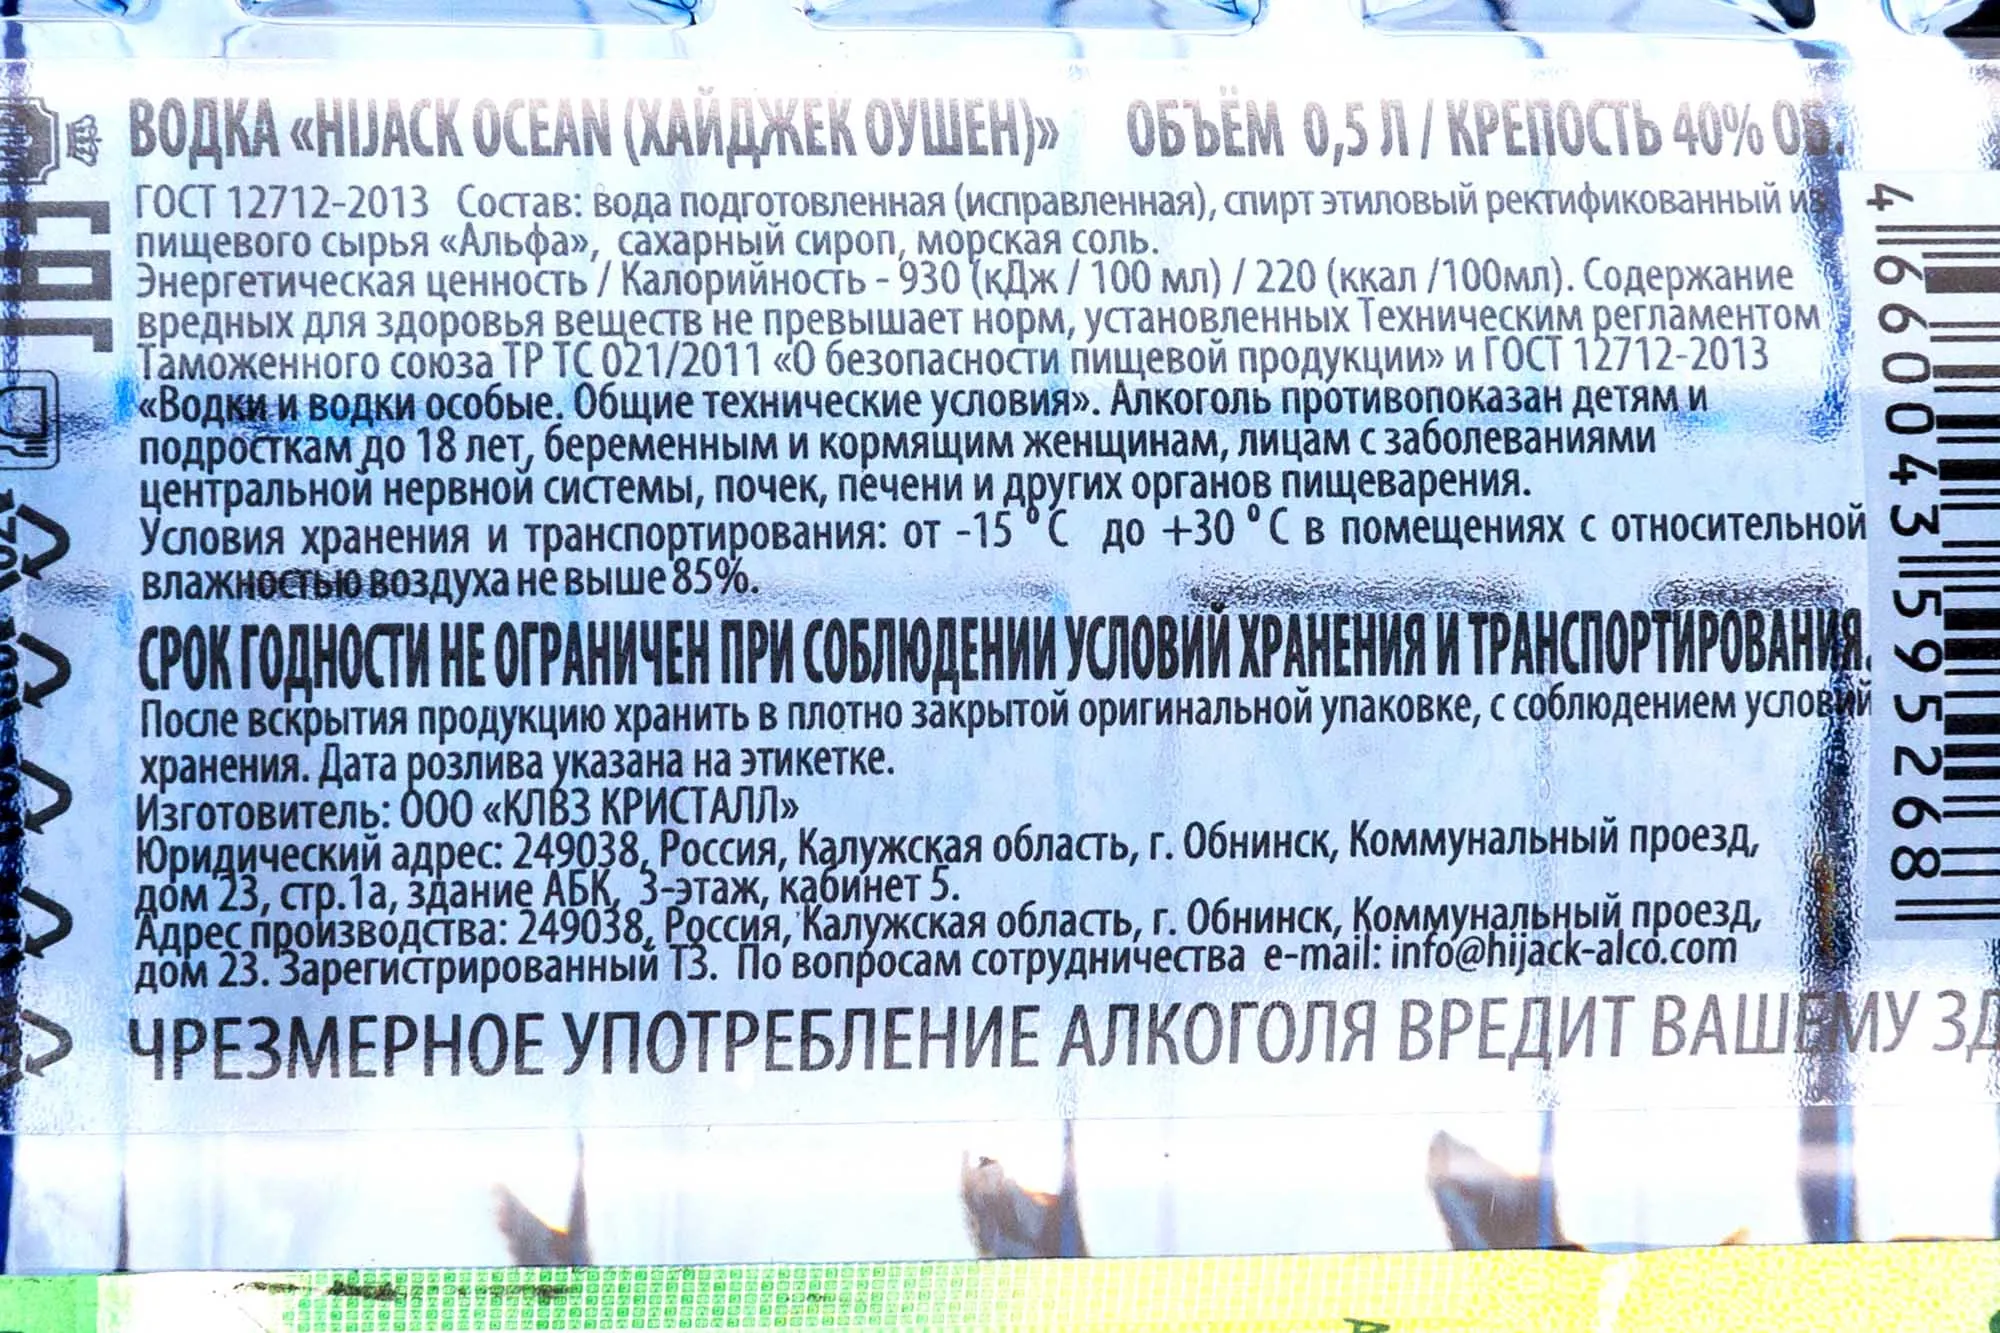 ВОДКА «HIJACK OCEAN (ХАЙДЖЕК ОУШЕН)» ОБЪЁМ 0,5 Л / КРЕПОСТЬ 40% ОБ.
ГОСТ 12712-2013 Состав: вода подготовленная (исправленная), спирт этиловый ректификованный из
пищевого сырья «Альфа», сахарный сироп, морская соль.
Энергетическая ценность / Калорийность - 930 (кДж / 100 мл) / 220 (ккал /100мл). Содержание
вредных для здоровья веществ не превышает норм, установленных Техническим регламентом
Таможенного союза ТР ТС 021/2011 «О безопасности пищевой продукции» и ГОСТ 12712-2013
«Водки и водки особые. Общие технические условия». Алкоголь противопоказан детям и
подросткам до 18 лет, беременным и кормящим женщинам, лицам с заболеваниями
центральной нервной системы, почек, печени и других органов пищеварения.
Условия хранения и транспортирования: от -15 °С до +30 °С в помещениях с относительной
влажностью воздуха не выше 85%.
СРОК ГОДНОСТИ НЕ ОГРАНИЧЕН ПРИ СОБЛЮДЕНИИ УСЛОВИЙ ХРАНЕНИЯ И ТРАНСПОРТИРОВАНИЯ.
После вскрытия продукцию хранить в плотно закрытой оригинальной упаковке, с соблюдением условий
хранения. Дата розлива указана на этикетке.
Изготовитель: ООО «КЛВЗ КРИСТАЛЛ»
Юридический адрес: 249038, Россия, Калужская область, г. Обнинск, Коммунальный проезд,
дом 23, стр.1а, здание АБК, 3-этаж, кабинет 5.
Адрес производства: 249038, Россия, Калужская область, г. Обнинск, Коммунальный проезд,
дом 23. Зарегистрированный ТЗ. По вопросам сотрудничества e-mail: info@hijack-alco.com
ЧРЕЗМЕРНОЕ УПОТРЕБЛЕНИЕ АЛКОГОЛЯ ВРЕДИТ ВАШЕМУ ЗД
EAC
4 660043 595268